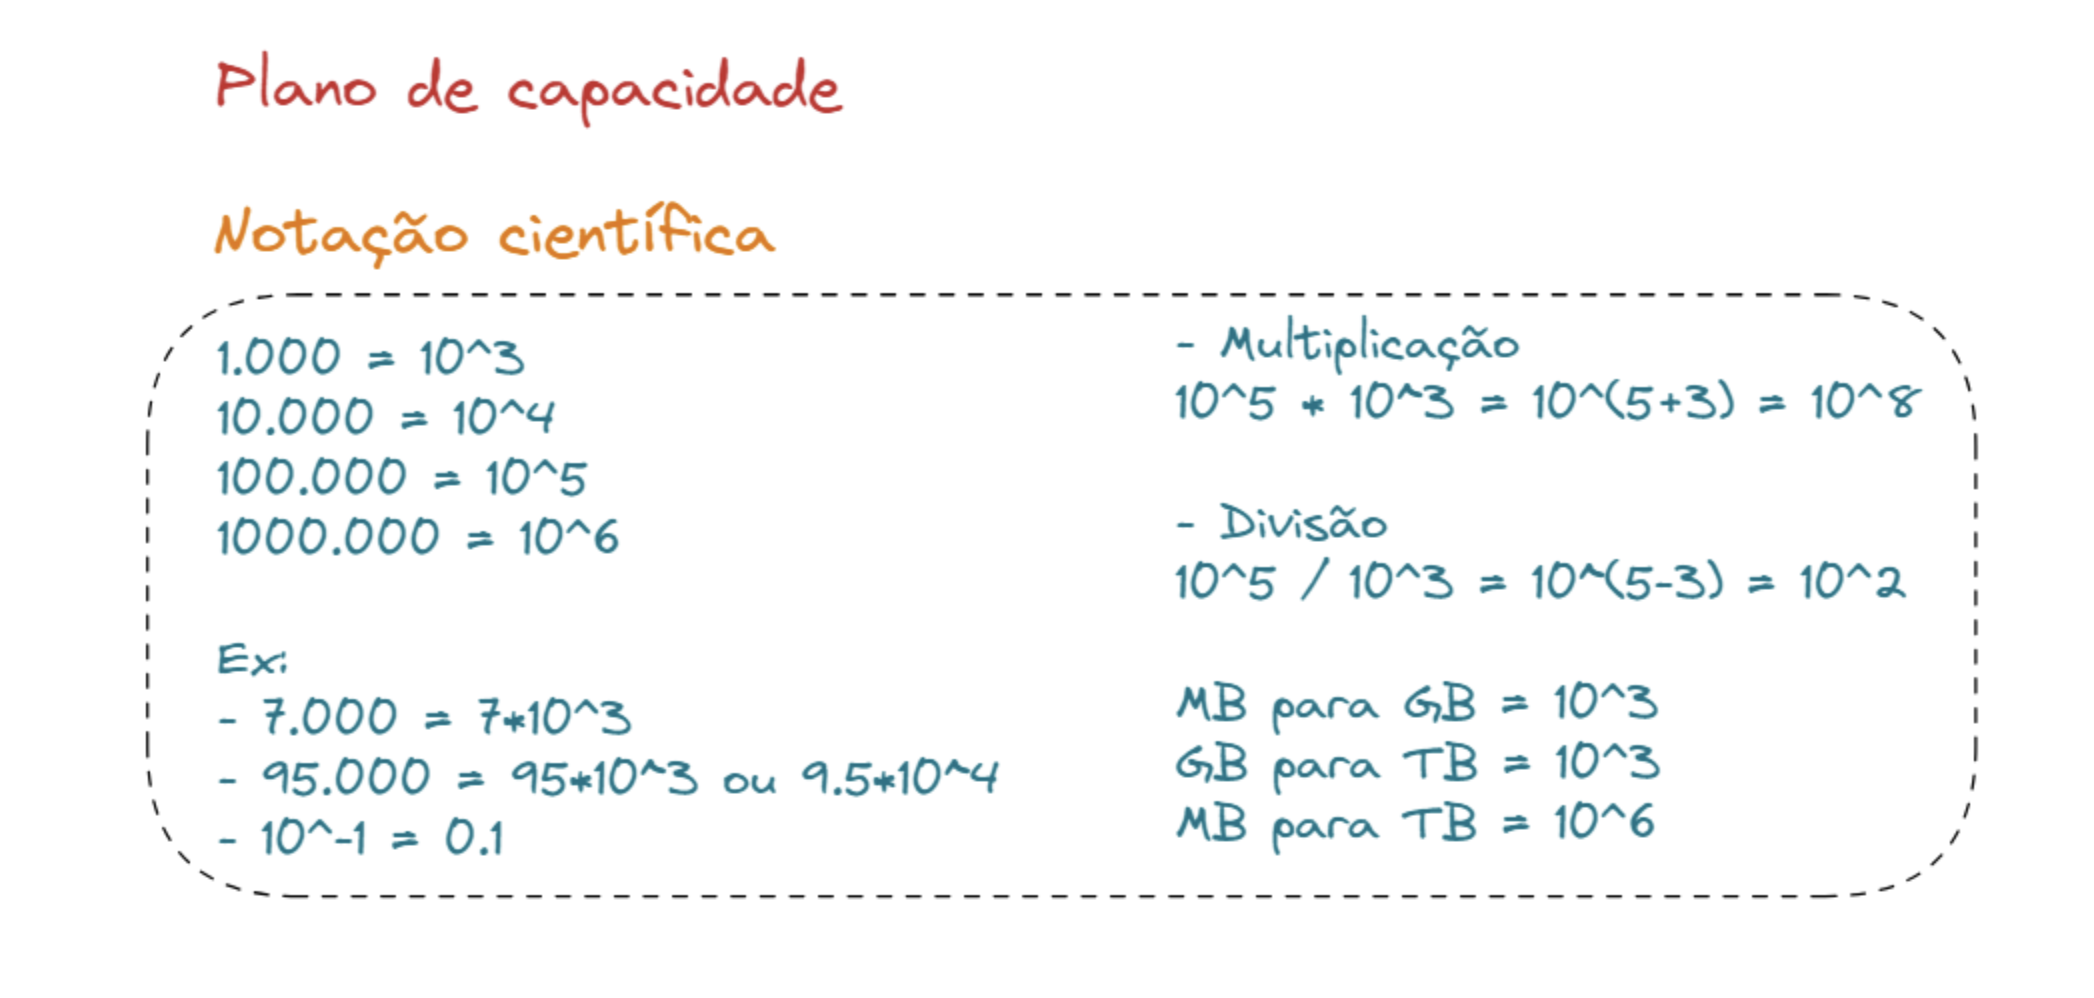 Plano de capacidade
Notação científica
1.000 = 10^3
10.000 = 10^4
100.000 = 10^5
1000.000 = 10^6
Ex:
- 7.000 = 7*10^3
- 95.000 = 95*10^3 ou 9.5*10^4
- 10^-1 = 0.1
- Multiplicação
10^5 * 10^3 = 10^(5+3) = 10^8
- Divisão
10^5 / 10^3 = 10^(5-3) = 10^2
MB para GB = 10^3
GB para TB = 10^3
MB para TB = 10^6